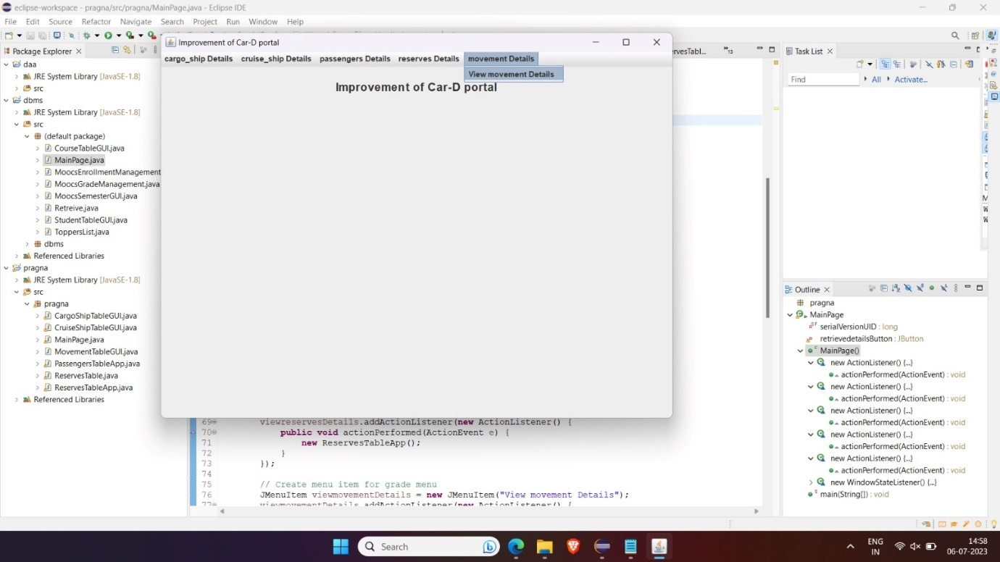 eclipse-workspace - pragna/src/pragna/MainPage.java - Eclipse IDE
File Edit Source Refactor Navigate Search Project Run Window Help
Package Explorer
daa
JRE System Library [JavaSE-1.8]
src
dbms
JRE System Library [JavaSE-1.8]
src
(default package)
CourseTableGUI.java
MainPage.java
MoocsEnrollmentManagement
MoocsGradeManagement.java
MoocsSemesterGUI.java
Retreive.java
StudentTableGUI.java
ToppersList.java
dbms
Referenced Libraries
pragna
JRE System Library [JavaSE-1.8]
src
pragna
CargoShipTableGUI.java
CruiseShipTableGUI.java
MainPage.java
MovementTableGUI.java
PassengersTableApp.java
ReservesTable.java
ReservesTableApp.java
Referenced Libraries
Improvement of Car-D portal
cargo_ship Details cruise_ship Details passengers Details reserves Details movement Details
View movement Details
Improvement of Car-D portal
ervesTabl... »13
69 viewreservesDetails.addActionListener(new ActionListener() {
70 public void actionPerformed(ActionEvent e) {
71 new ReservesTableApp();
72 }
73 });
74
75 // Create menu item for grade menu
76 JMenuItem viewmovementDetails = new JMenuItem("View movement Details");
77 viewmovementDetails.addActionListener(new ActionListener() {
Task List
Find All Activate...
Outline
pragna
MainPage
serialVersionUID : long
retrievedetailsButton : JButton
MainPage()
new ActionListener() {...}
actionPerformed(ActionEvent) : void
new ActionListener() {...}
actionPerformed(ActionEvent) : void
new ActionListener() {...}
actionPerformed(ActionEvent) : void
new ActionListener() {...}
actionPerformed(ActionEvent) : void
new ActionListener() {...}
actionPerformed(ActionEvent) : void
new WindowStateListener() {...}
main(String[]) : void
Search
ENG
IN
14:58
06-07-2023